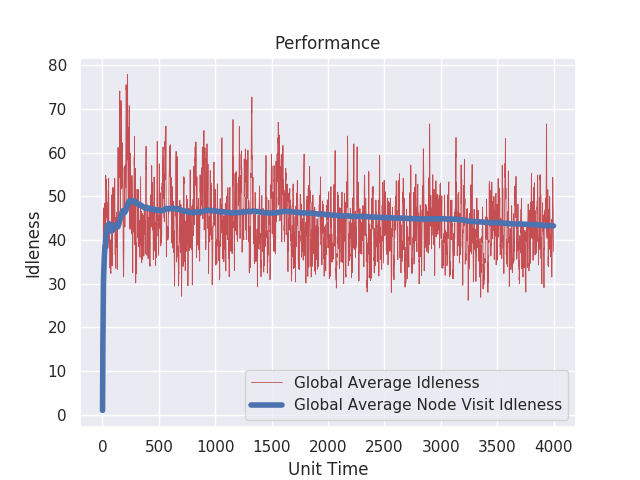 Performance
80
70
60
50
40
30
20
10
0
Idleness
0 500 1000 1500 2000 2500 3000 3500 4000
Unit Time
Global Average Idleness
Global Average Node Visit Idleness